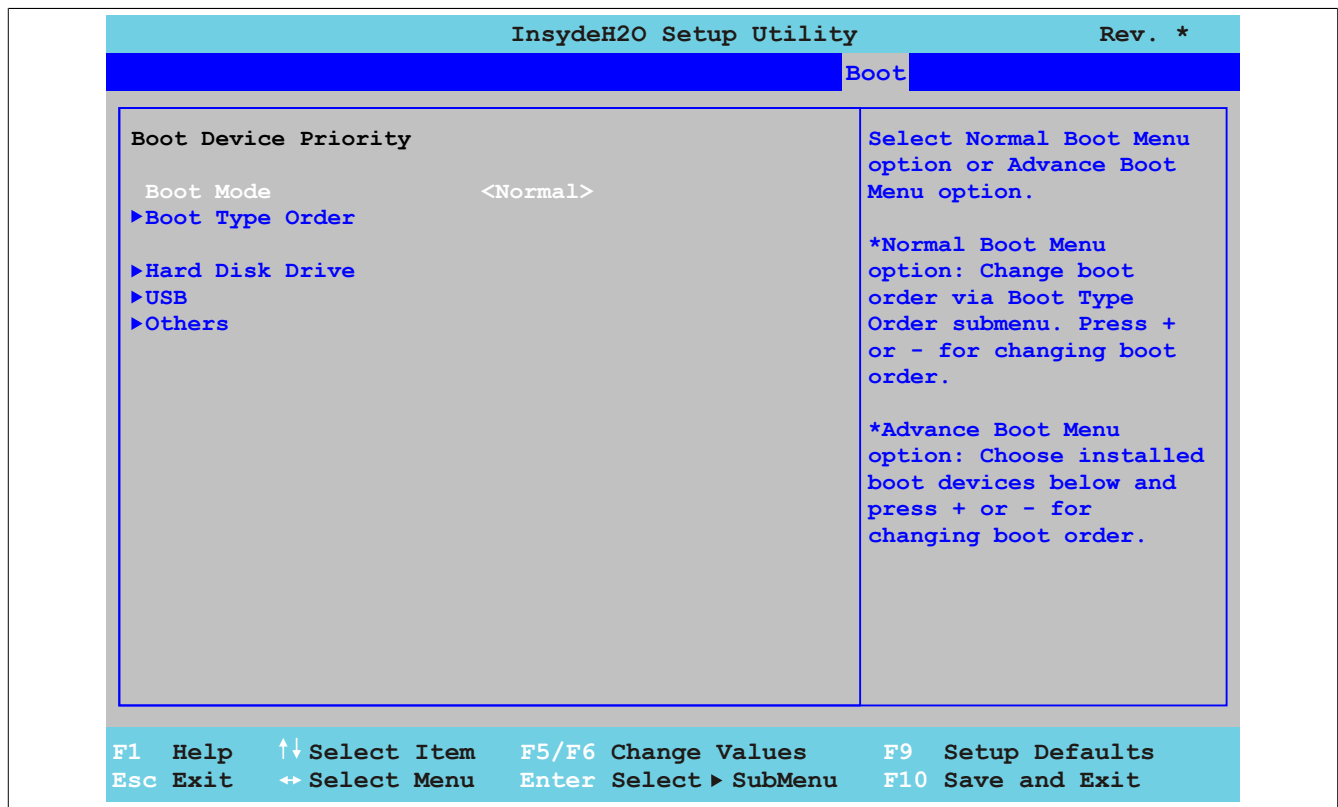 InsydeH2O Setup Utility Rev. *
Boot
Boot Device Priority
Boot Mode <Normal>
▶Boot Type Order
▶Hard Disk Drive
▶USB
▶Others
Select Normal Boot Menu
option or Advance Boot
Menu option.
*Normal Boot Menu
option: Change boot
order via Boot Type
Order submenu. Press +
or - for changing boot
order.
*Advance Boot Menu
option: Choose installed
boot devices below and
press + or - for
changing boot order.
F1 Help ↑↓ Select Item F5/F6 Change Values F9 Setup Defaults
Esc Exit ↔ Select Menu Enter Select ▶ SubMenu F10 Save and Exit